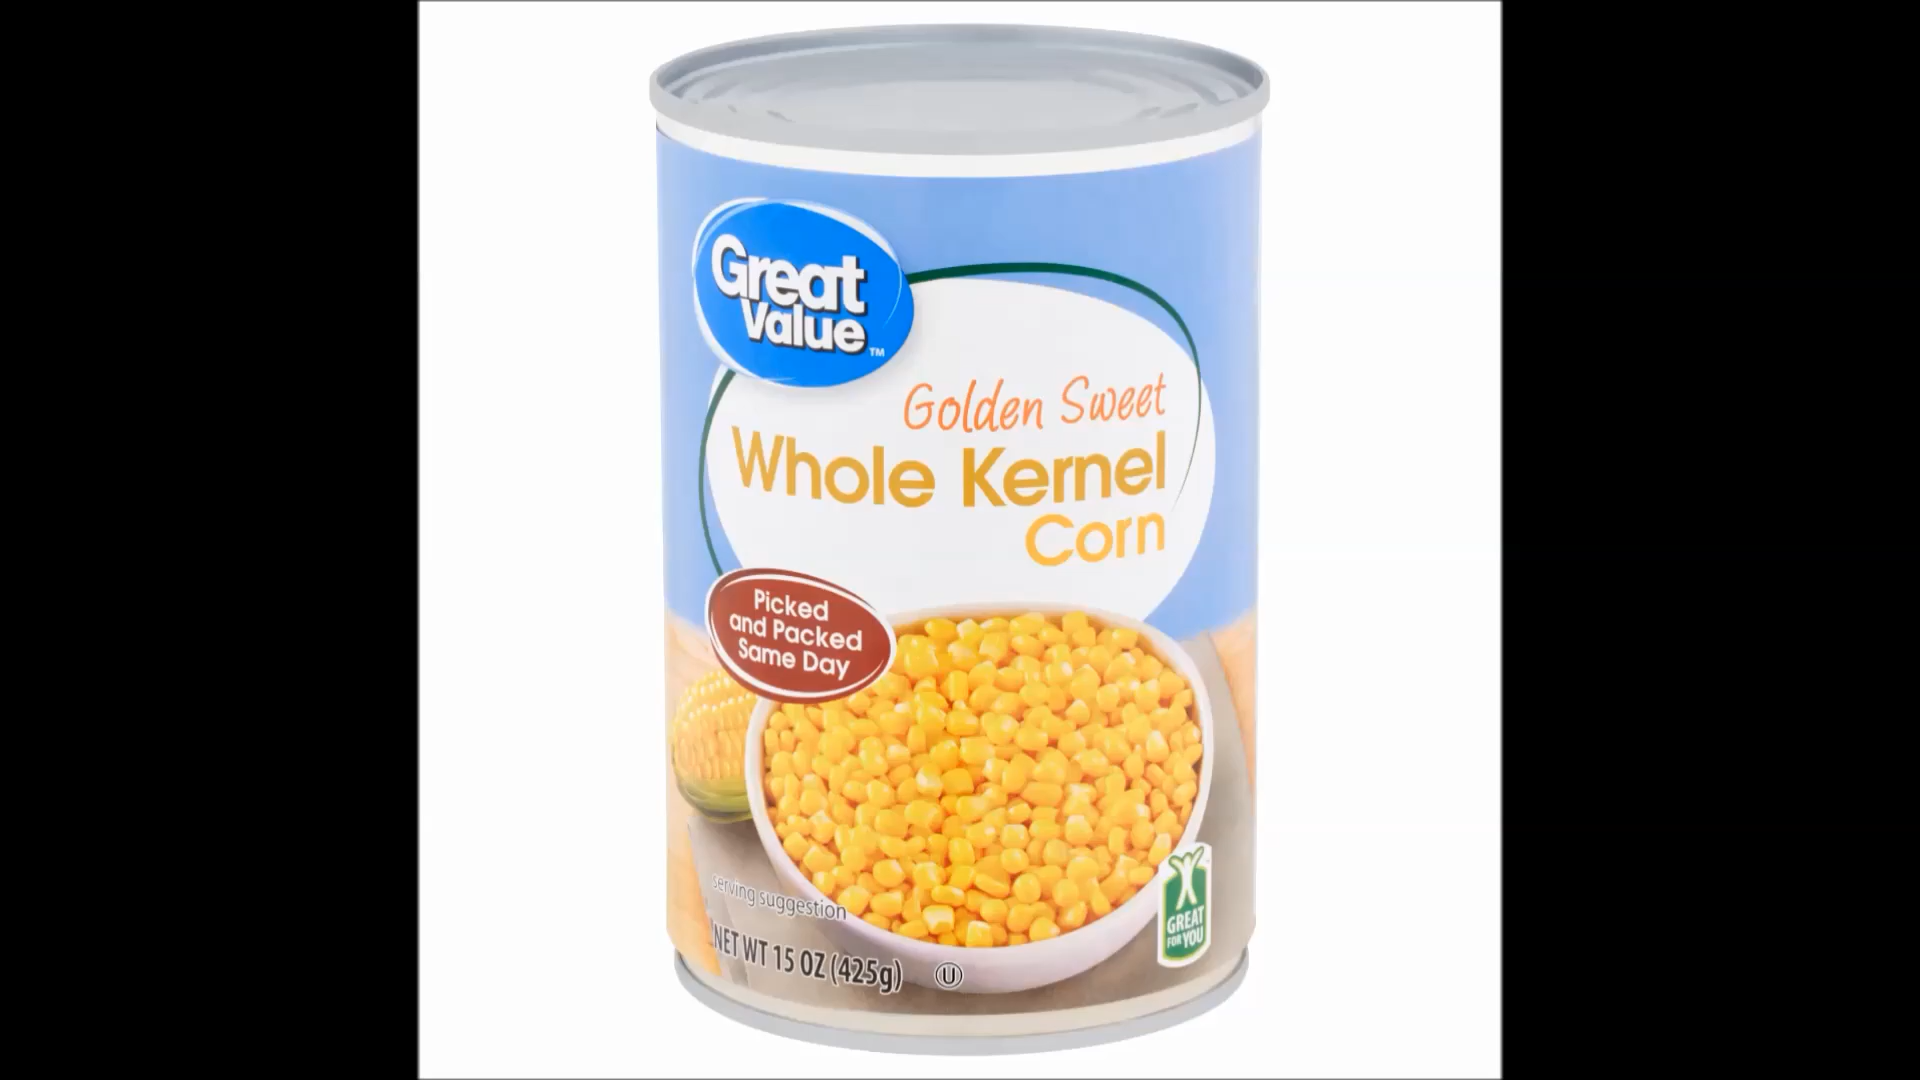 Great
Value™
Golden Sweet
Whole Kernel
Corn
Picked
and Packed
Same Day
serving suggestion
NET WT 15 OZ (425g)
U
GREAT
FOR YOU